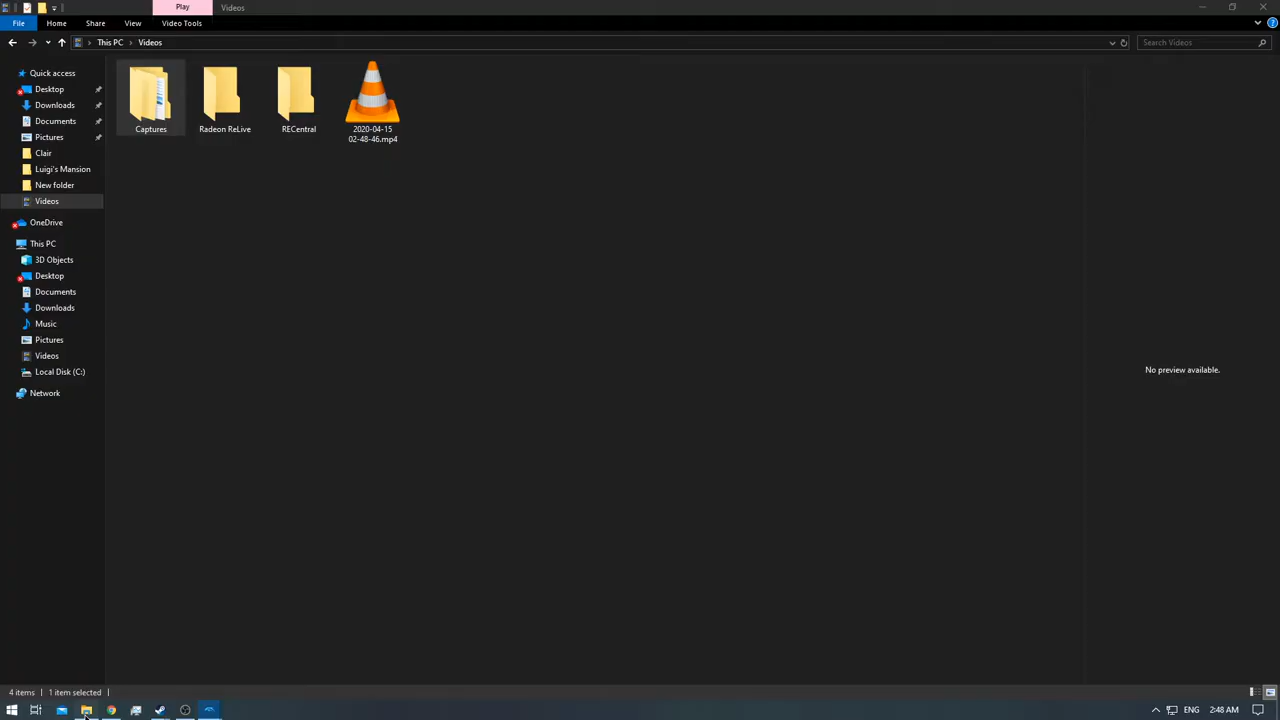 Play
Videos
File
Home
Share
View
Video Tools
This PC
Videos
Search Videos
Quick access
Desktop
Downloads
Documents
Pictures
Clair
Luigi's Mansion
New folder
Videos
OneDrive
This PC
3D Objects
Desktop
Documents
Downloads
Music
Pictures
Videos
Local Disk (C:)
Network
Captures
Radeon ReLive
RECentral
2020-04-15
02-48-46.mp4
No preview available.
4 items
1 item selected
ENG
2:48 AM